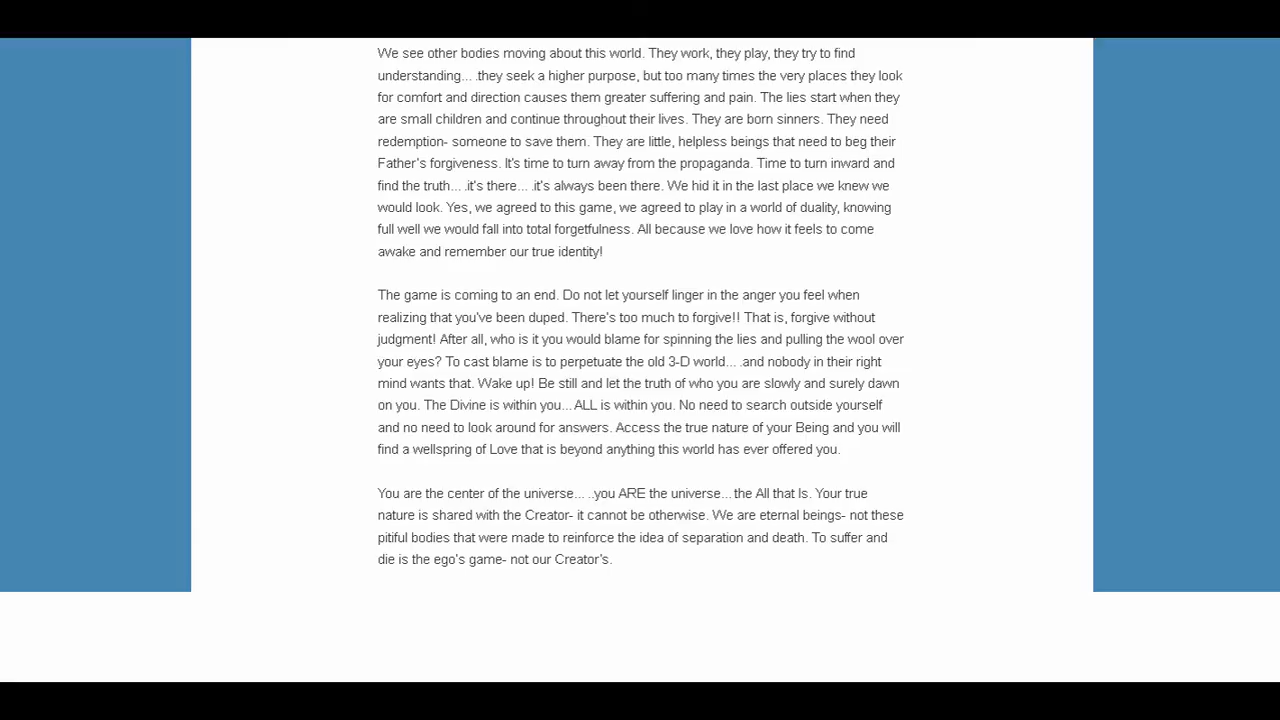 We see other bodies moving about this world. They work, they play, they try to find
understanding... .they seek a higher purpose, but too many times the very places they look
for comfort and direction causes them greater suffering and pain. The lies start when they
are small children and continue throughout their lives. They are born sinners. They need
redemption- someone to save them. They are little, helpless beings that need to beg their
Father's forgiveness. It's time to turn away from the propaganda. Time to turn inward and
find the truth... .it's there... .it's always been there. We hid it in the last place we knew we
would look. Yes, we agreed to this game, we agreed to play in a world of duality, knowing
full well we would fall into total forgetfulness. All because we love how it feels to come
awake and remember our true identity!
The game is coming to an end. Do not let yourself linger in the anger you feel when
realizing that you've been duped. There's too much to forgive!! That is, forgive without
judgment! After all, who is it you would blame for spinning the lies and pulling the wool over
your eyes? To cast blame is to perpetuate the old 3-D world... .and nobody in their right
mind wants that. Wake up! Be still and let the truth of who you are slowly and surely dawn
on you. The Divine is within you... ALL is within you. No need to search outside yourself
and no need to look around for answers. Access the true nature of your Being and you will
find a wellspring of Love that is beyond anything this world has ever offered you.
You are the center of the universe... ..you ARE the universe... the All that Is. Your true
nature is shared with the Creator- it cannot be otherwise. We are eternal beings- not these
pitiful bodies that were made to reinforce the idea of separation and death. To suffer and
die is the ego's game- not our Creator's.